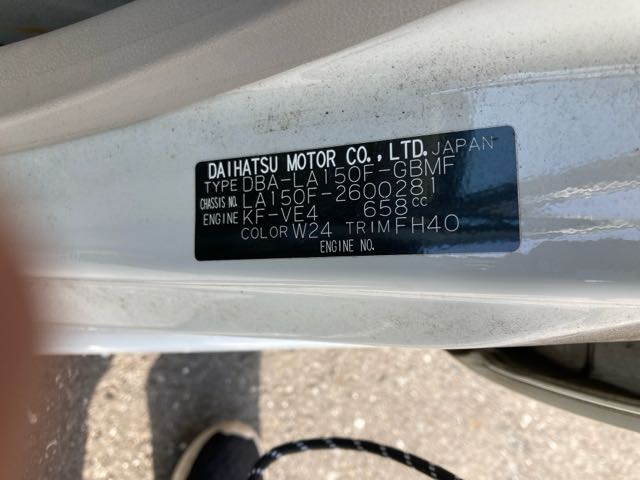 DAIHATSU MOTOR CO., LTD. JAPAN
TYPE DBA-LA150F-GBMF
CHASSIS NO. LA150F-2600281
ENGINE KF-VE4 658cc
COLOR W24 TRIM FH40
ENGINE NO.